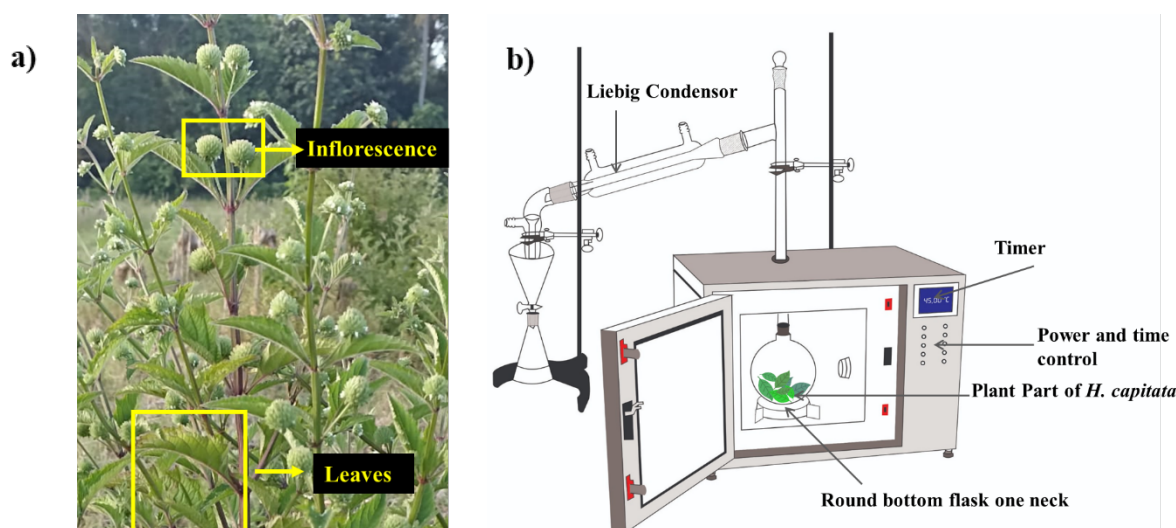 a)
Inflorescence
Leaves
b)
Liebig Condensor
Timer
45.00°C
Power and time
control
Plant Part of H. capitata
Round bottom flask one neck